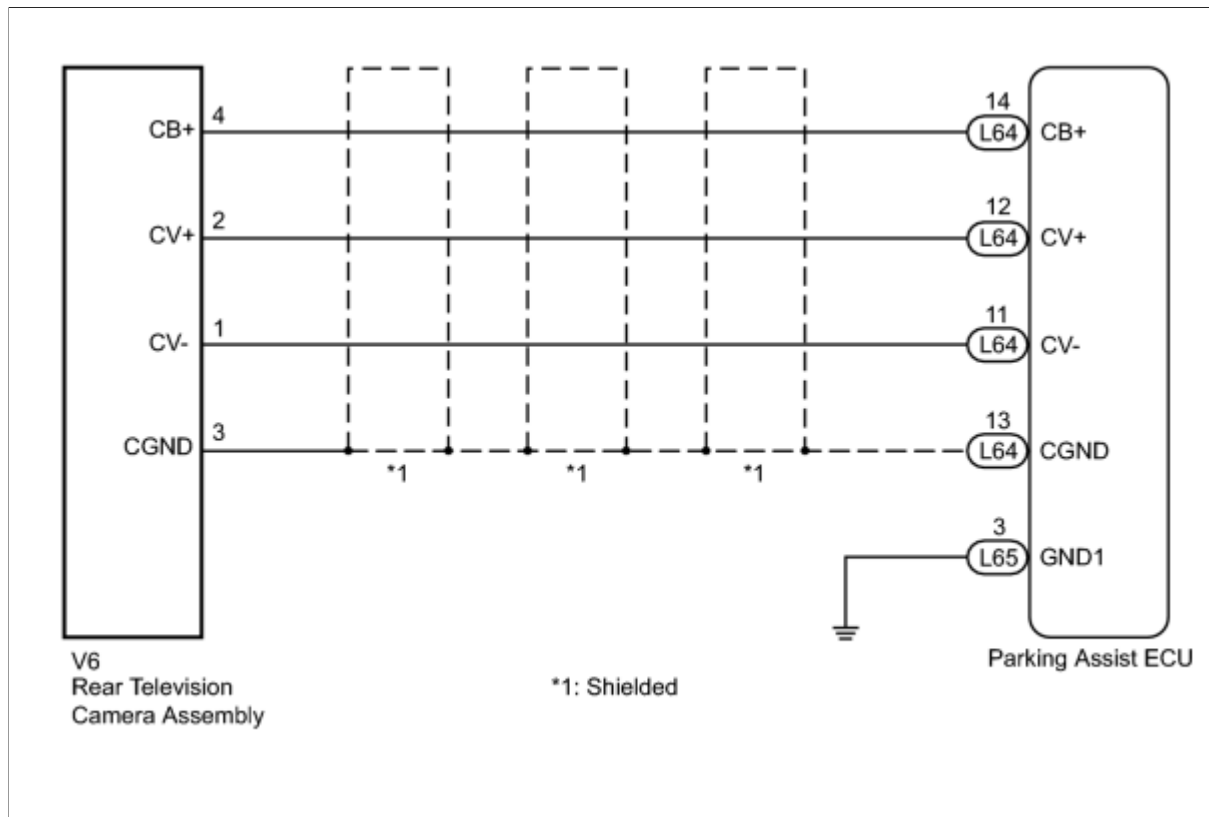 4
14
CB+
L64
CB+
2
12
CV+
L64
CV+
1
11
CV-
L64
CV-
3
13
CGND
L64
CGND
*1
*1
*1
3
L65
GND1
V6
Rear Television
Camera Assembly
*1: Shielded
Parking Assist ECU